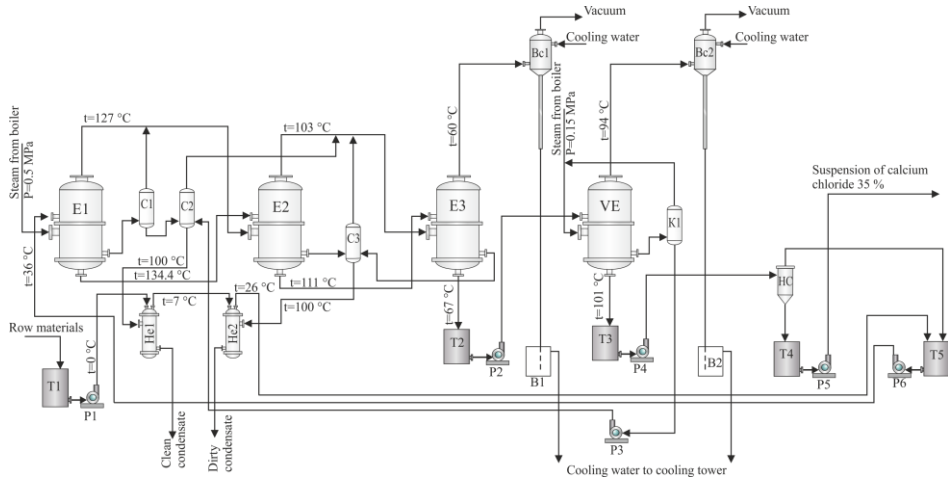 Vacuum
Vacuum
Bc1
Cooling water
Bc2
Cooling water
Steam from boiler
P=0.5 MPa
t=127 °C
t=103 °C
t=60 °C
Steam from boiler
P=0.15 MPa
t=94 °C
Suspension of calcium
chloride 35 %
E1
C1
C2
E2
C3
E3
VE
K1
HC
t=36 °C
t=100 °C
t=134.4 °C
t=7 °C
t=26 °C
t=111 °C
t=100 °C
t=67 °C
t=101 °C
Row materials
t=0 °C
He1
He2
T1
P1
T2
P2
B1
T3
P4
B2
T4
P5
P6
T5
P3
Clean
condensate
Dirty
condensate
Cooling water to cooling tower